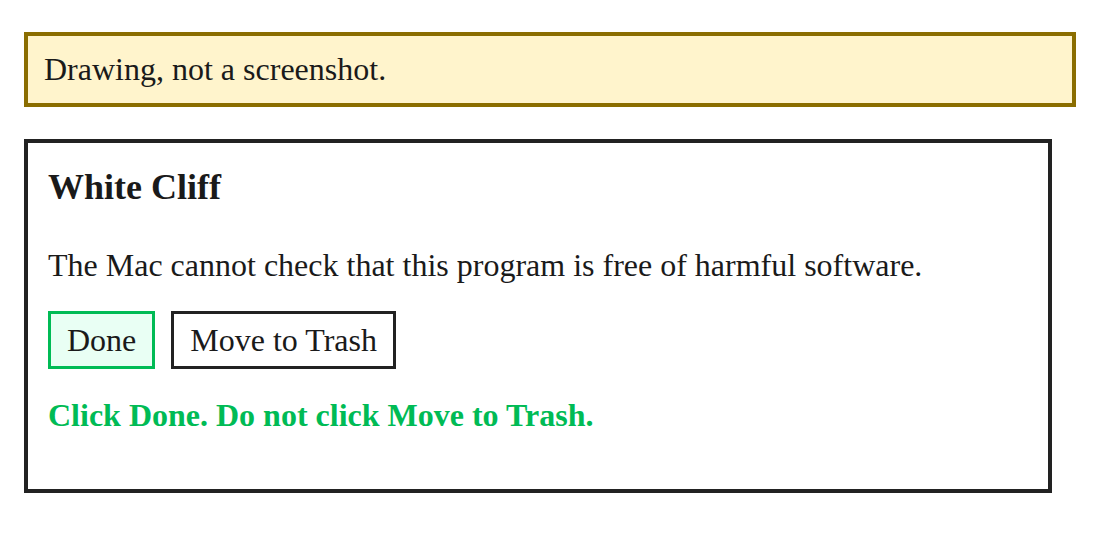 Drawing, not a screenshot.
White Cliff
The Mac cannot check that this program is free of harmful software.
Done
Move to Trash
Click Done. Do not click Move to Trash.